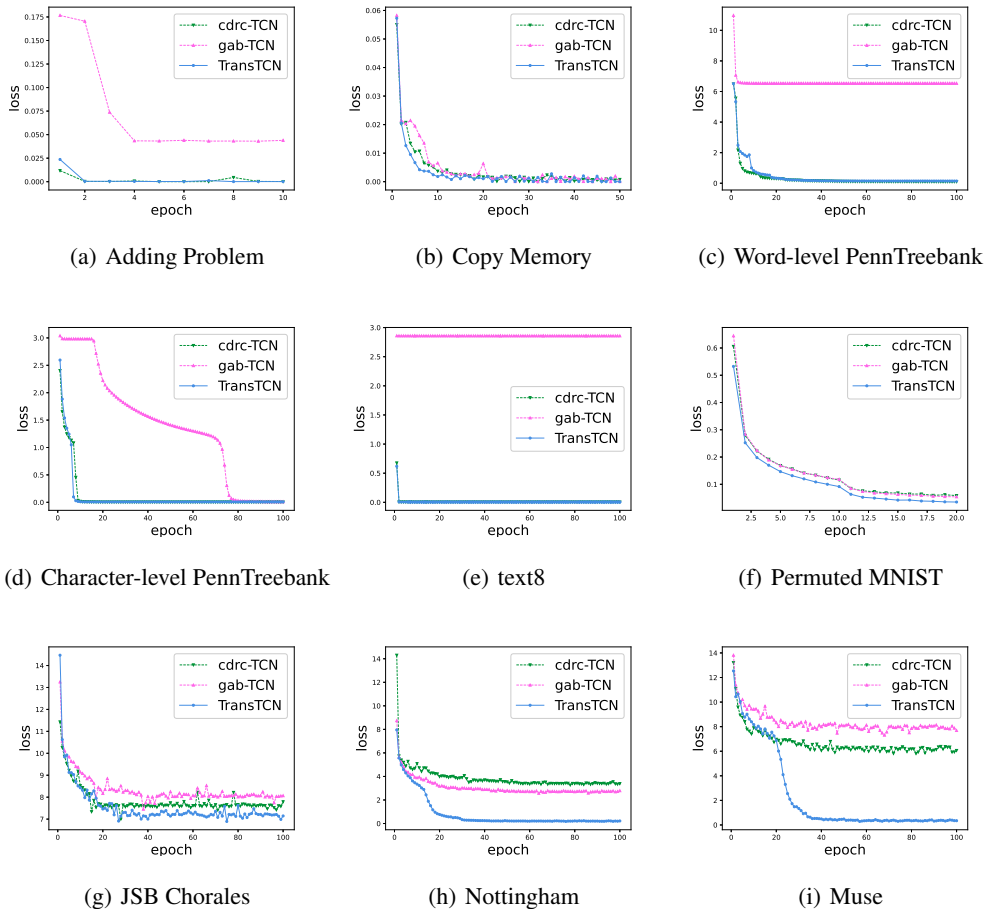 0.175
0.150
0.125
0.100
0.075
0.050
0.025
0.000
loss
cdrc-TCN
gab-TCN
TransTCN
2 4 6 8 10
epoch
(a) Adding Problem
0.06
0.05
0.04
0.03
0.02
0.01
0.00
loss
cdrc-TCN
gab-TCN
TransTCN
0 10 20 30 40 50
epoch
(b) Copy Memory
10
8
6
4
2
0
loss
cdrc-TCN
gab-TCN
TransTCN
0 20 40 60 80 100
epoch
(c) Word-level PennTreebank
3.0
2.5
2.0
1.5
1.0
0.5
0.0
loss
cdrc-TCN
gab-TCN
TransTCN
0 20 40 60 80 100
epoch
(d) Character-level PennTreebank
3.0
2.5
2.0
1.5
1.0
0.5
0.0
loss
cdrc-TCN
gab-TCN
TransTCN
0 20 40 60 80 100
epoch
(e) text8
0.6
0.5
0.4
0.3
0.2
0.1
loss
cdrc-TCN
gab-TCN
TransTCN
2.5 5.0 7.5 10.0 12.5 15.0 17.5 20.0
epoch
(f) Permuted MNIST
14
13
12
11
10
9
8
7
loss
cdrc-TCN
gab-TCN
TransTCN
0 20 40 60 80 100
epoch
(g) JSB Chorales
14
12
10
8
6
4
2
0
loss
cdrc-TCN
gab-TCN
TransTCN
0 20 40 60 80 100
epoch
(h) Nottingham
14
12
10
8
6
4
2
0
loss
cdrc-TCN
gab-TCN
TransTCN
0 20 40 60 80 100
epoch
(i) Muse